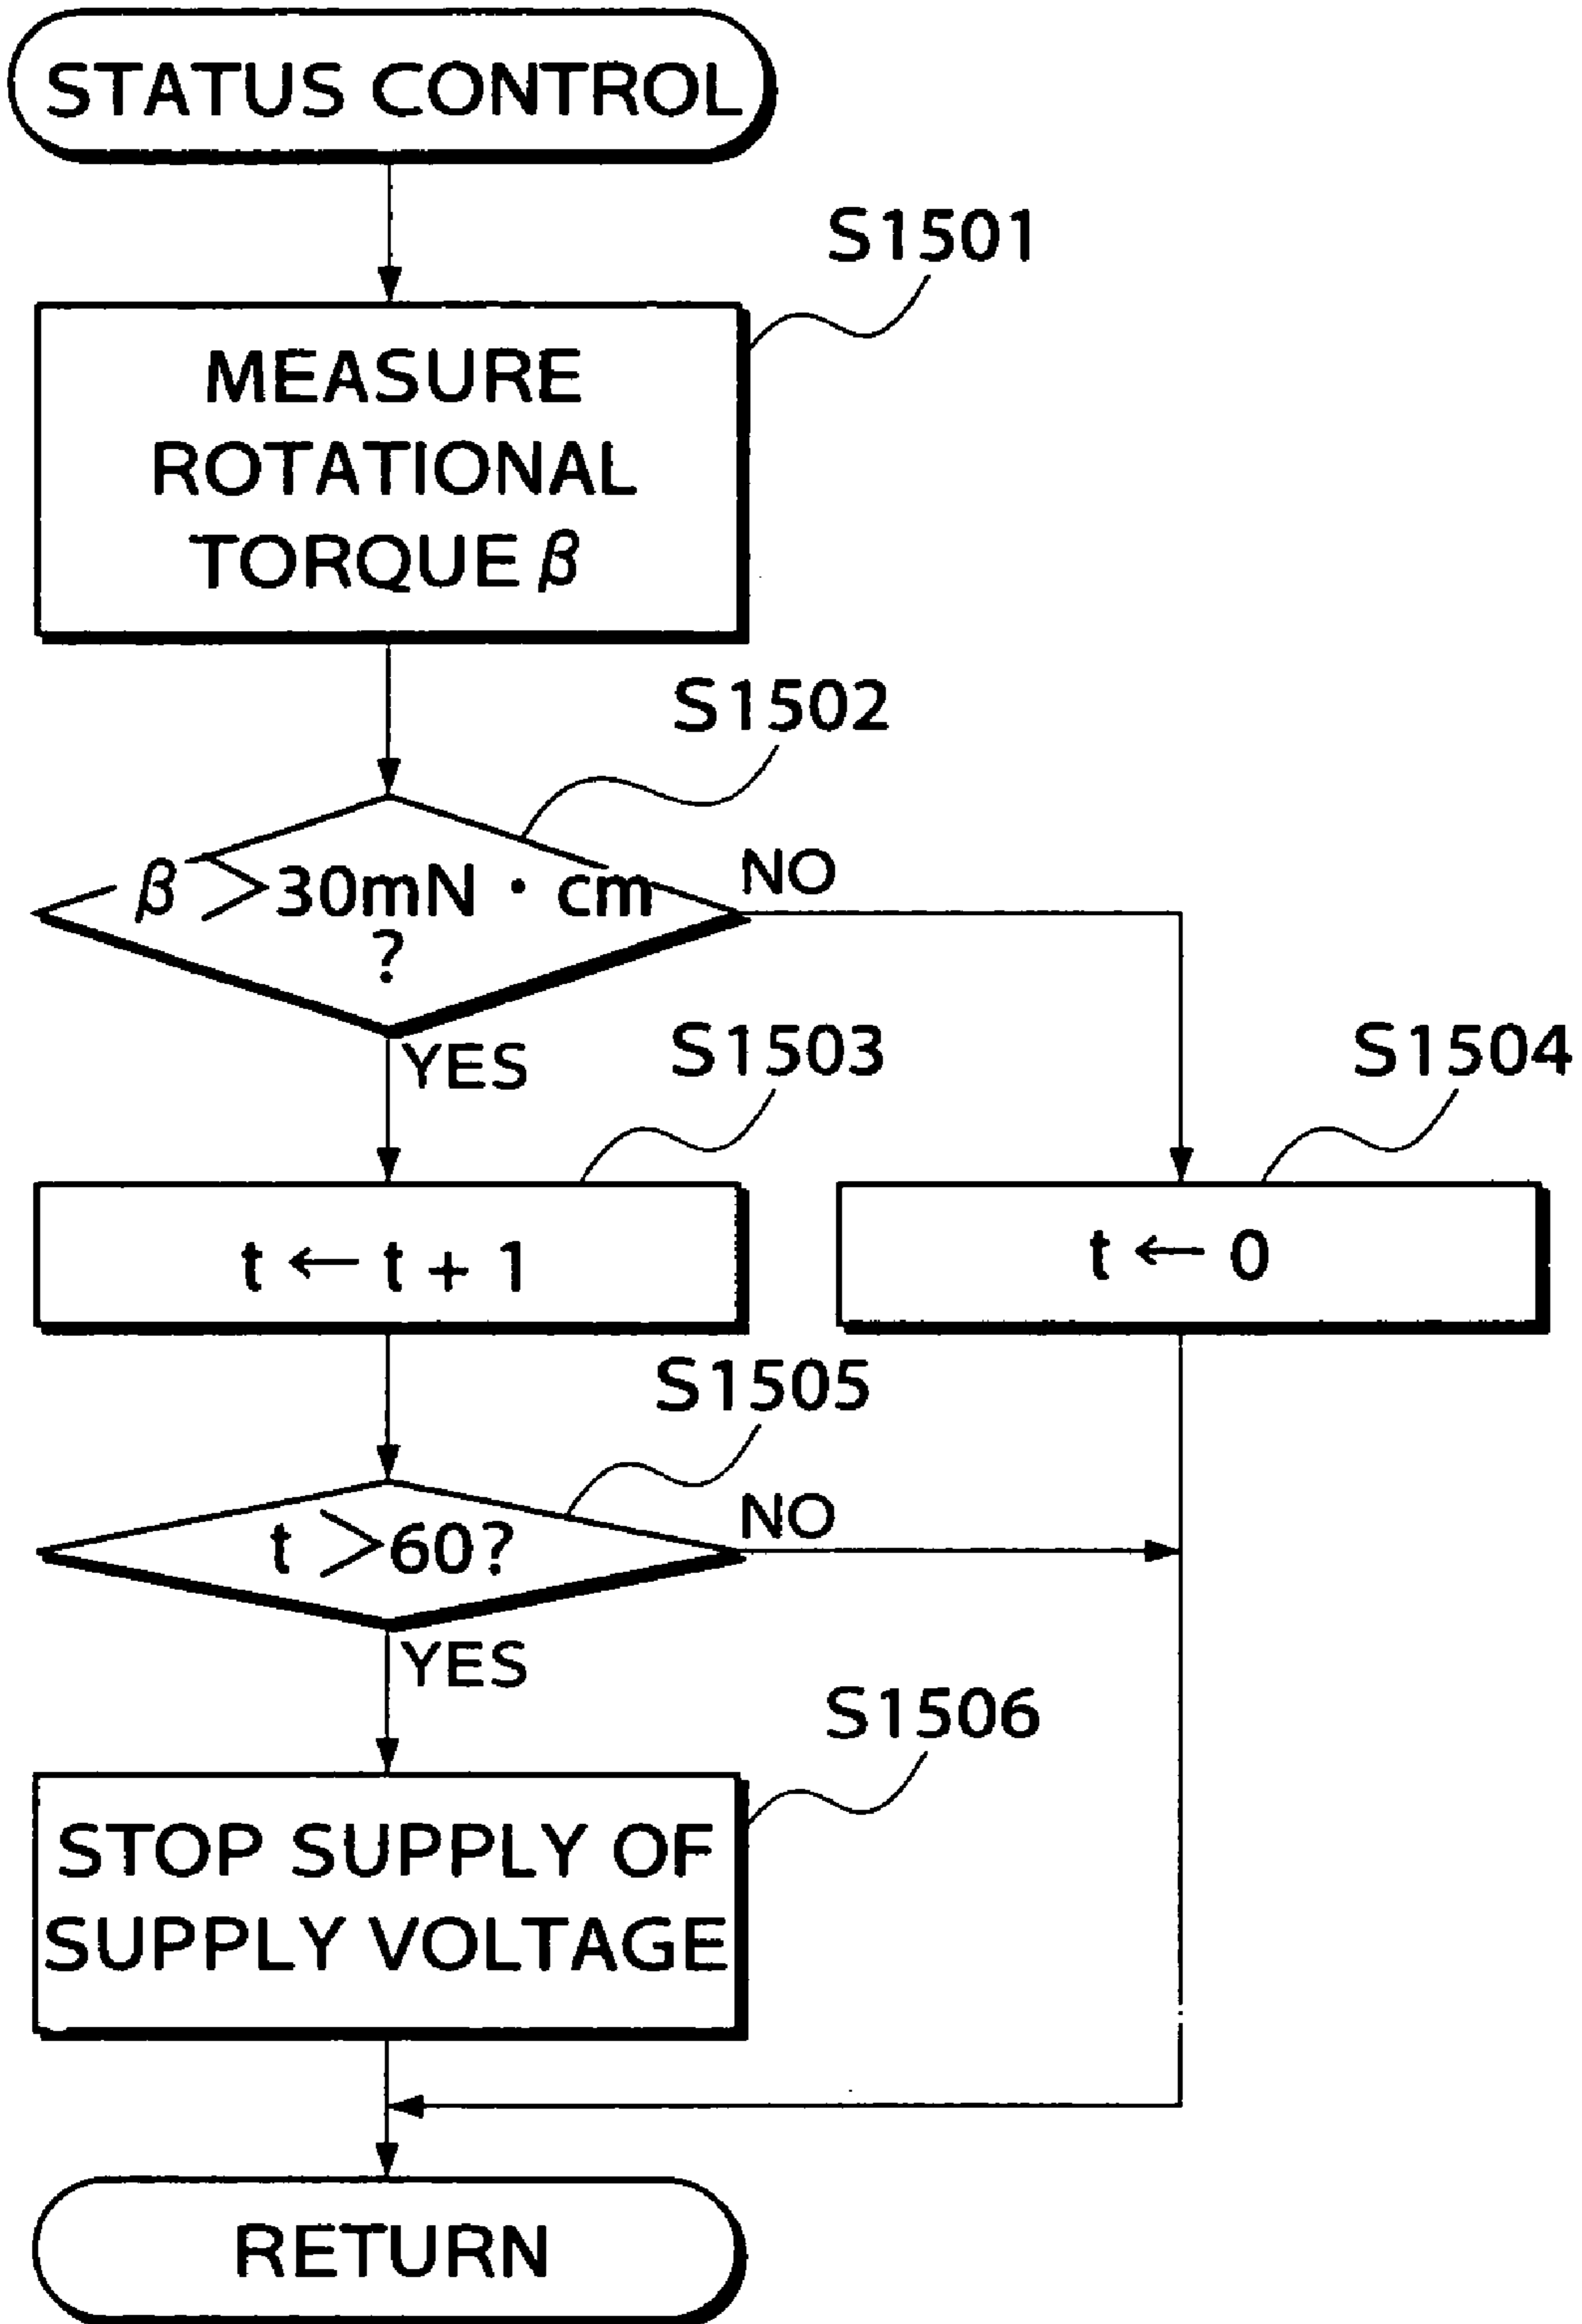 STATUS CONTROL
S1501
MEASURE
ROTATIONAL
TORQUE β
S1502
β >30mN · cm
?
NO
YES
S1503
S1504
t ← t + 1
t ← 0
S1505
t >60?
NO
YES
S1506
STOP SUPPLY OF
SUPPLY VOLTAGE
RETURN